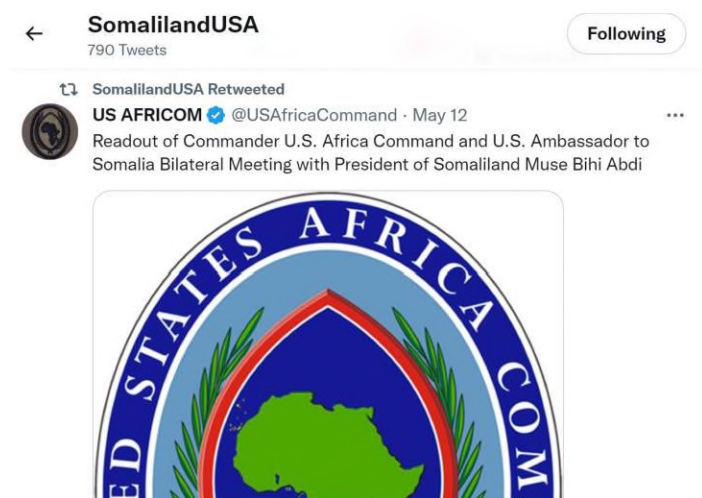 SomalilandUSA
790 Tweets
Following
SomalilandUSA Retweeted
US AFRICOM @USAfricaCommand · May 12
Readout of Commander U.S. Africa Command and U.S. Ambassador to
Somalia Bilateral Meeting with President of Somaliland Muse Bihi Abdi
ED STATES AFRICA COM